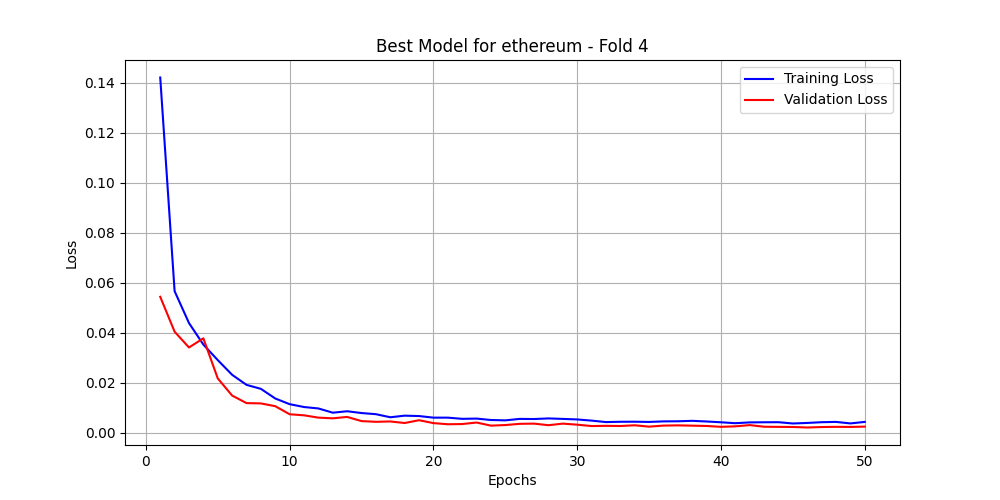 Best Model for ethereum - Fold 4
Training Loss
Validation Loss
0.14
0.12
0.10
0.08
0.06
0.04
0.02
0.00
Loss
0 10 20 30 40 50
Epochs